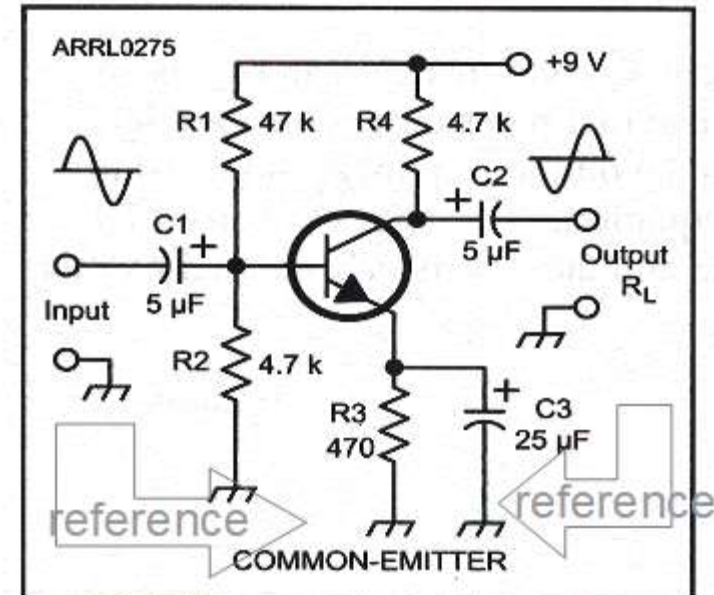 ARRL0275
+9 V
R1 47 k
R4 4.7 k
C1
+
5 µF
C2
+
5 µF
Input
Output
RL
R2 4.7 k
R3
470
+
C3
25 µF
reference
reference
COMMON-EMITTER